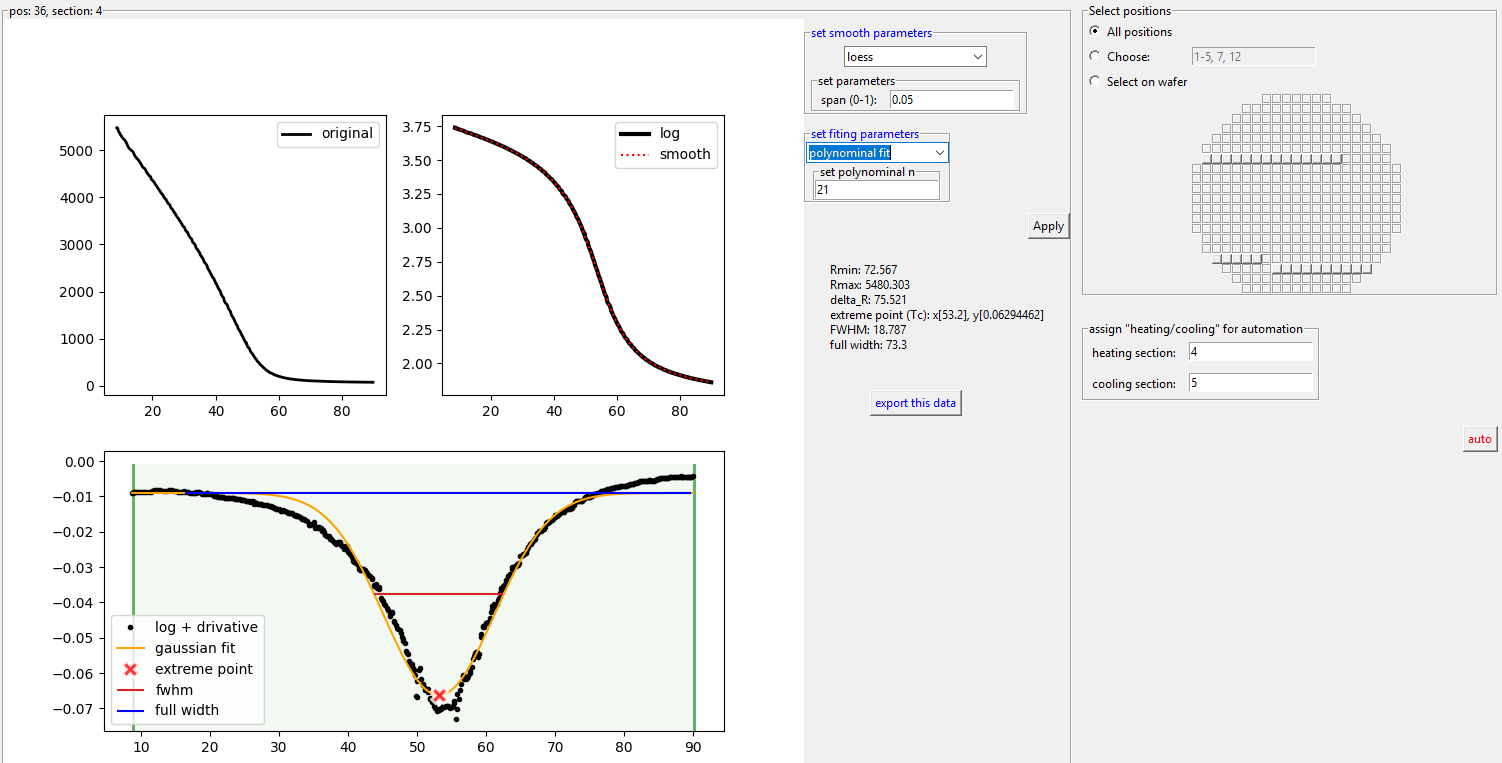 pos: 36, section: 4
original
5000
4000
3000
2000
1000
0
20 40 60 80
log
smooth
3.75
3.50
3.25
3.00
2.75
2.50
2.25
2.00
20 40 60 80
0.00
−0.01
−0.02
−0.03
−0.04
−0.05
−0.06
−0.07
log + drivative
gaussian fit
extreme point
fwhm
full width
10 20 30 40 50 60 70 80 90
set smooth parameters
loess
set parameters
span (0-1): 0.05
set fiting parameters
polynominal fit
set polynominal n
21
Apply
Rmin: 72.567
Rmax: 5480.303
delta_R: 75.521
extreme point (Tc): x[53.2], y[0.06294462]
FWHM: 18.787
full width: 73.3
export this data
Select positions
All positions
Choose: 1-5, 7, 12
Select on wafer
assign "heating/cooling" for automation
heating section: 4
cooling section: 5
auto